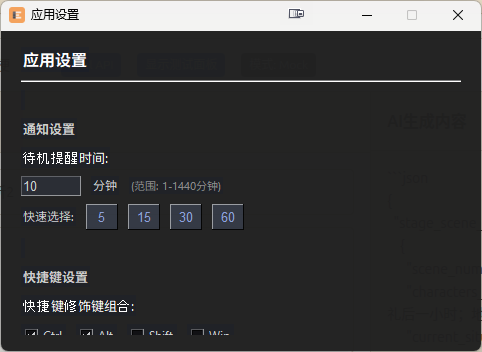 应用设置
应用设置
通知设置
待机提醒时间:
10 分钟 (范围: 1-1440分钟)
快速选择: 5 15 30 60
快捷键设置
快捷键修饰键组合:
Ctrl Alt Shift Win